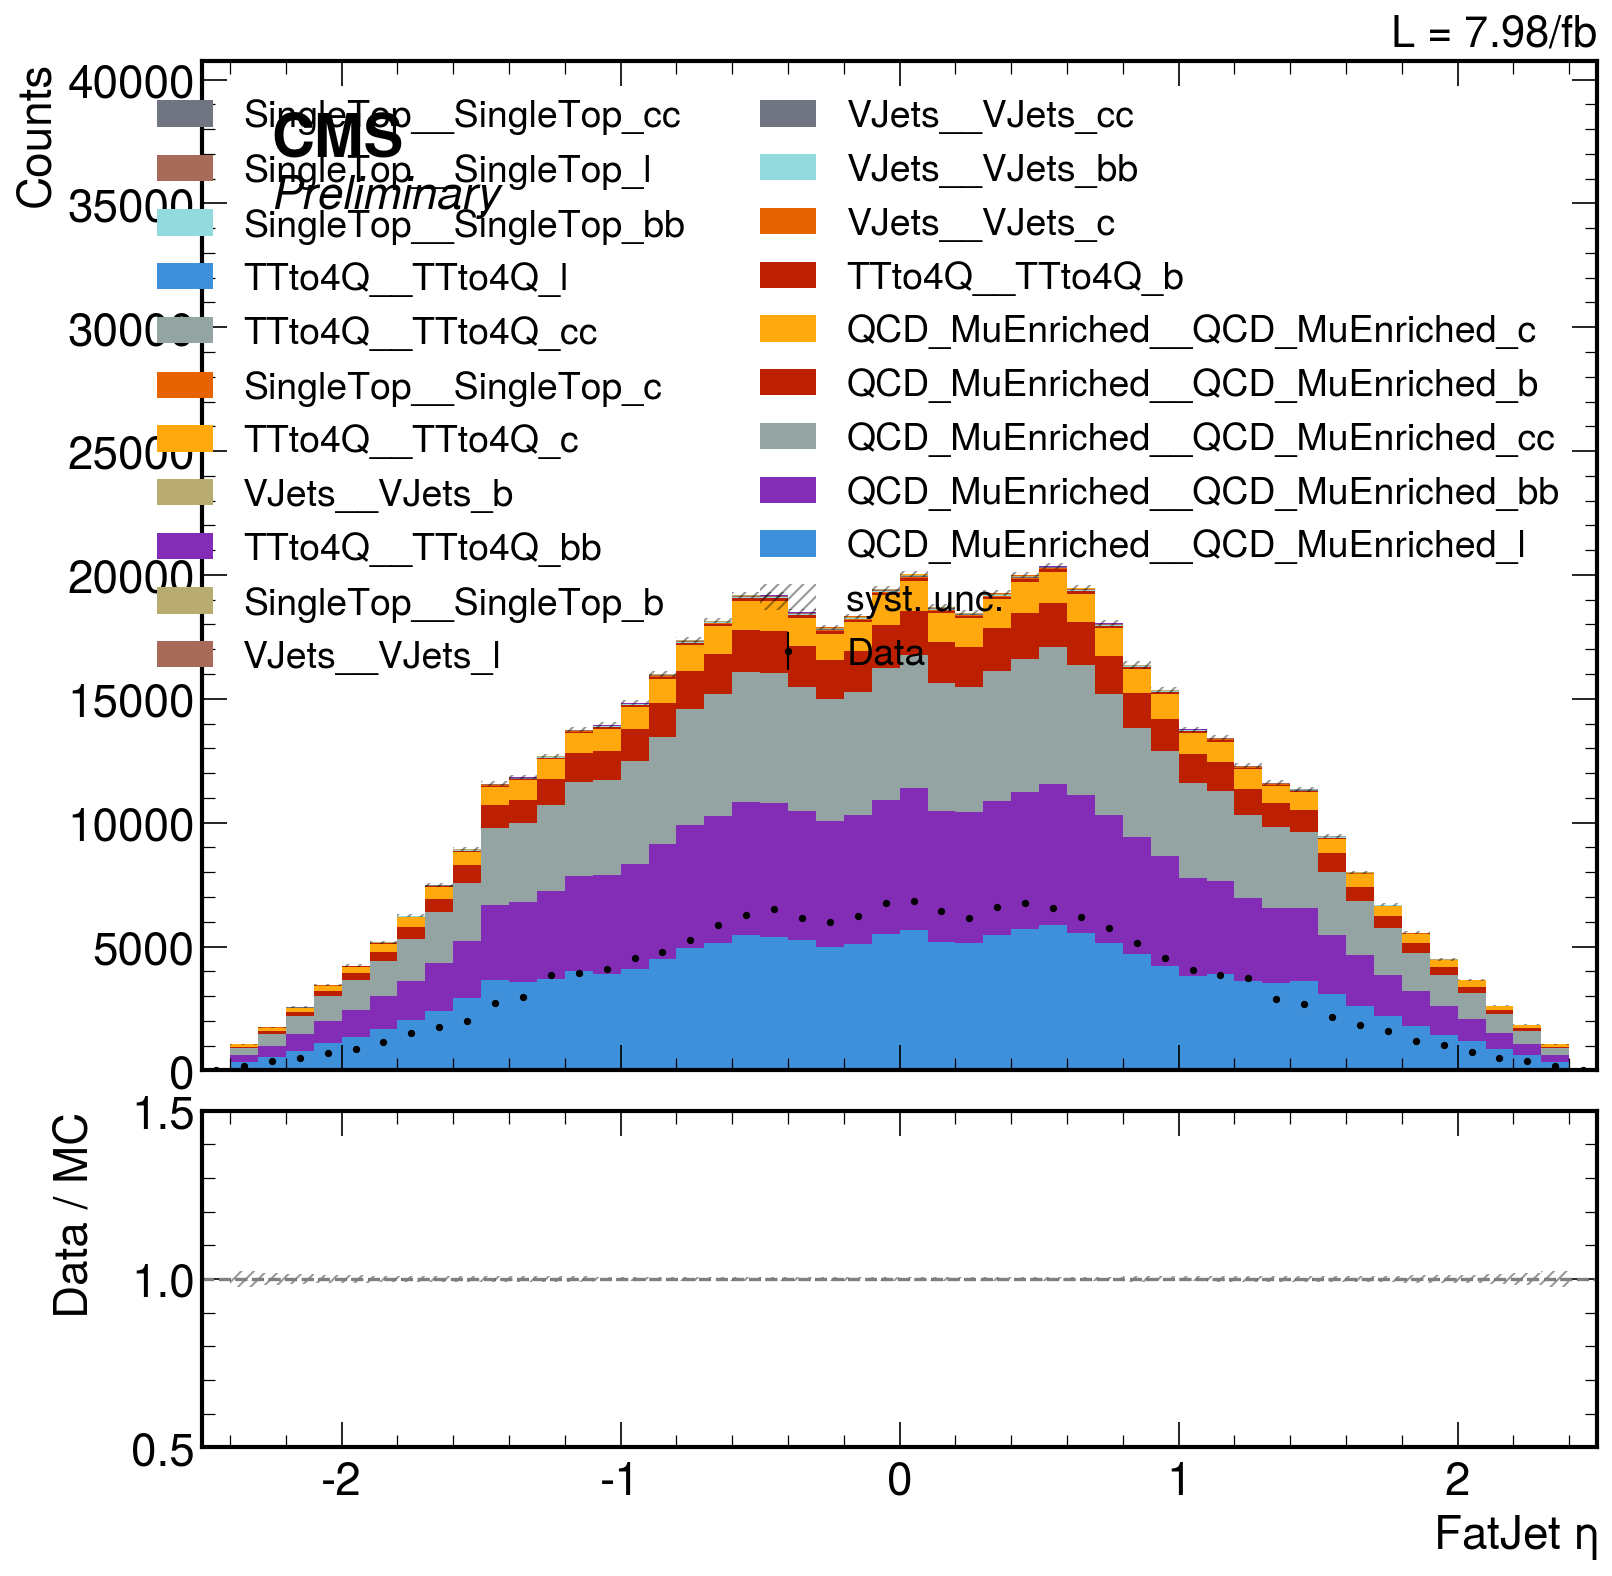 L = 7.98/fb
Counts
40000
35000
30000
25000
20000
15000
10000
5000
0
CMS
Preliminary
SingleTop__SingleTop_cc
SingleTop__SingleTop_l
SingleTop__SingleTop_bb
TTto4Q__TTto4Q_l
TTto4Q__TTto4Q_cc
SingleTop__SingleTop_c
TTto4Q__TTto4Q_c
VJets__VJets_b
TTto4Q__TTto4Q_bb
SingleTop__SingleTop_b
VJets__VJets_l
VJets__VJets_cc
VJets__VJets_bb
VJets__VJets_c
TTto4Q__TTto4Q_b
QCD_MuEnriched__QCD_MuEnriched_c
QCD_MuEnriched__QCD_MuEnriched_b
QCD_MuEnriched__QCD_MuEnriched_cc
QCD_MuEnriched__QCD_MuEnriched_bb
QCD_MuEnriched__QCD_MuEnriched_l
syst. unc.
Data
Data / MC
1.5
1.0
0.5
-2
-1
0
1
2
FatJet η